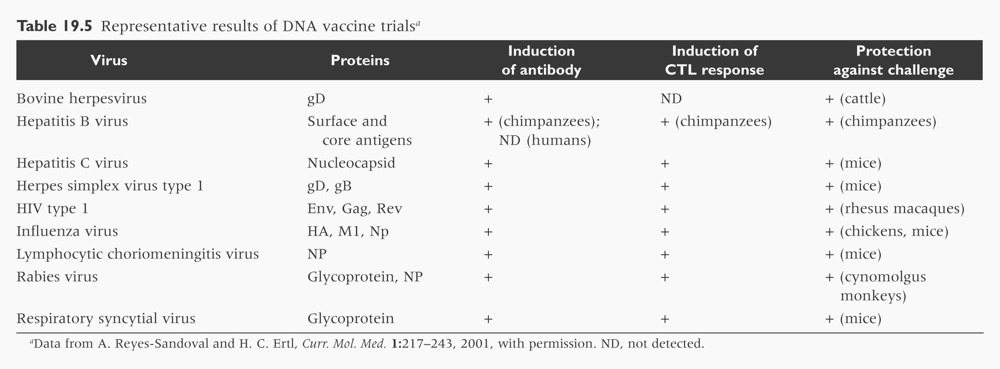 Table 19.5 Representative results of DNA vaccine trialsa
Virus Proteins Induction of antibody Induction of CTL response Protection against challenge
Bovine herpesvirus gD + ND + (cattle)
Hepatitis B virus Surface and core antigens + (chimpanzees); ND (humans) + (chimpanzees) + (chimpanzees)
Hepatitis C virus Nucleocapsid + + + (mice)
Herpes simplex virus type 1 gD, gB + + + (mice)
HIV type 1 Env, Gag, Rev + + + (rhesus macaques)
Influenza virus HA, M1, Np + + + (chickens, mice)
Lymphocytic choriomeningitis virus NP + + + (mice)
Rabies virus Glycoprotein, NP + + + (cynomolgus monkeys)
Respiratory syncytial virus Glycoprotein + + + (mice)
aData from A. Reyes-Sandoval and H. C. Ertl, Curr. Mol. Med. 1:217–243, 2001, with permission. ND, not detected.